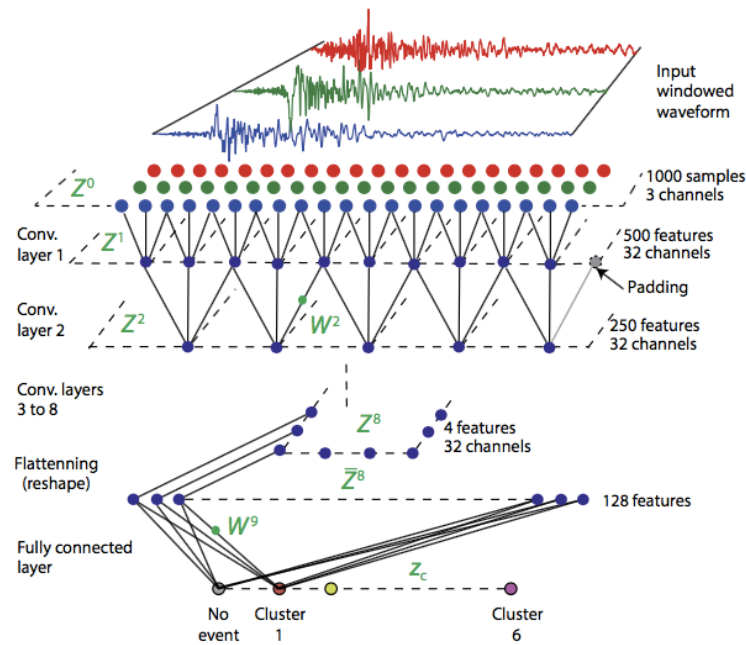 Input
windowed
waveform
Z⁰
1000 samples
3 channels
Conv.
layer 1
Z¹
500 features
32 channels
Padding
Conv.
layer 2
Z²
W²
250 features
32 channels
Conv. layers
3 to 8
Z⁸
4 features
32 channels
Flattenning
(reshape)
Z̅⁸
128 features
W⁹
Fully connected
layer
z_c
No
event
Cluster
1
Cluster
6